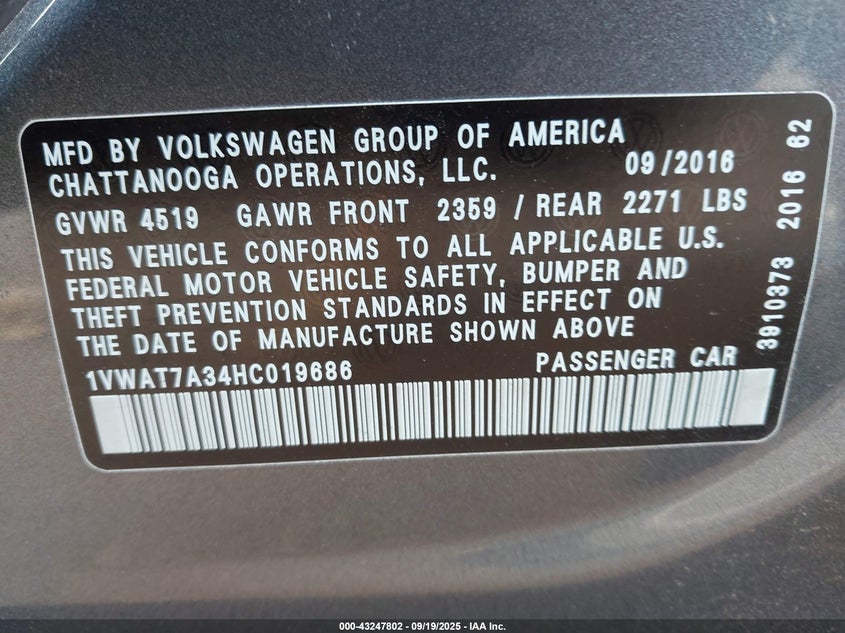 MFD BY VOLKSWAGEN GROUP OF AMERICA
CHATTANOOGA OPERATIONS, LLC. 09/2016
GVWR 4519 GAWR FRONT 2359 / REAR 2271 LBS
THIS VEHICLE CONFORMS TO ALL APPLICABLE U.S.
FEDERAL MOTOR VEHICLE SAFETY, BUMPER AND
THEFT PREVENTION STANDARDS IN EFFECT ON
THE DATE OF MANUFACTURE SHOWN ABOVE
1VWAT7A34HC019686 PASSENGER CAR
3910373 2016 62
000-43247802 - 09/19/2025 - IAA Inc.